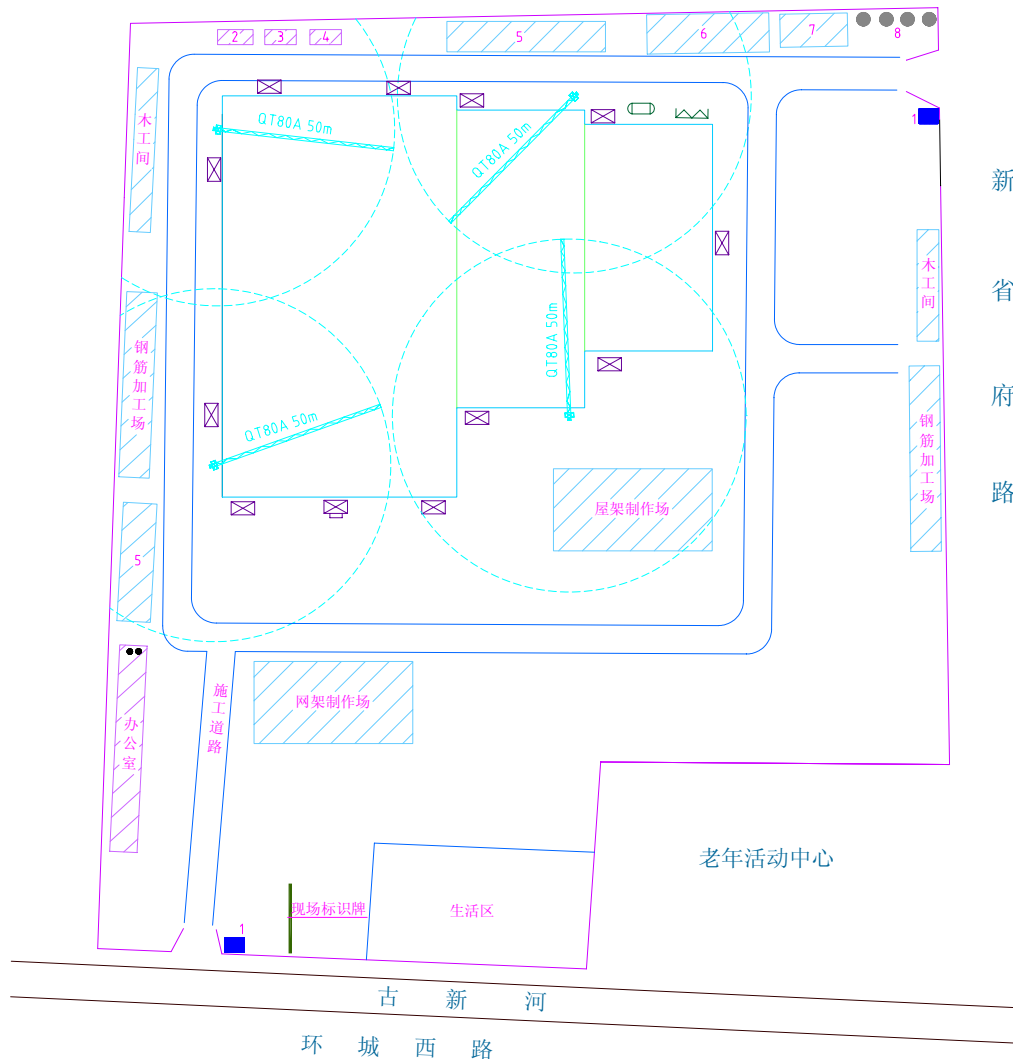 2
3
4
5
6
7
8
木工间
QT80A 50m
QT80A 50m
1
新省府路
木工间
钢筋加工场
QT80A 50m
QT80A 50m
钢筋加工场
屋架制作场
5
施工道路
网架制作场
办公室
老年活动中心
现场标识牌
生活区
1
古新河
环城西路